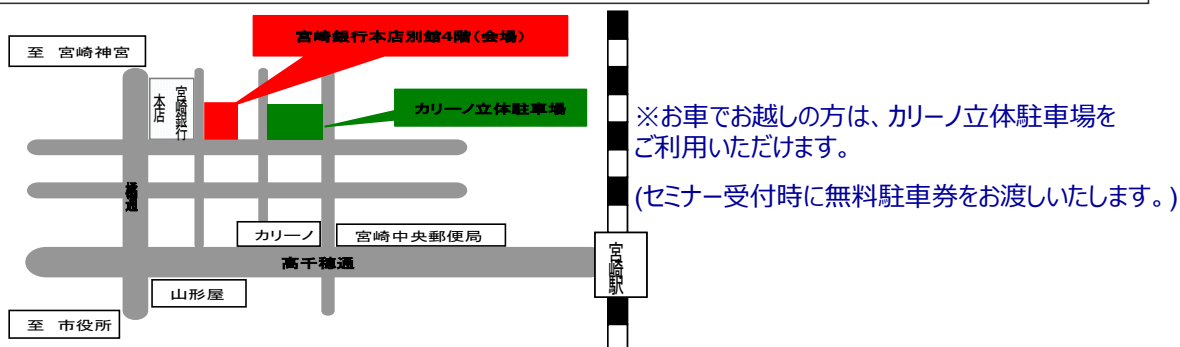 宮崎銀行本店別館4階(会場)
至 宮崎神宮
宮崎銀行
本店
カリーノ立体駐車場
※お車でお越しの方は、カリーノ立体駐車場を
ご利用いただけます。
(セミナー受付時に無料駐車券をお渡しいたします。)
橘通
カリーノ
宮崎中央郵便局
高千穂通
宮崎駅
山形屋
至 市役所